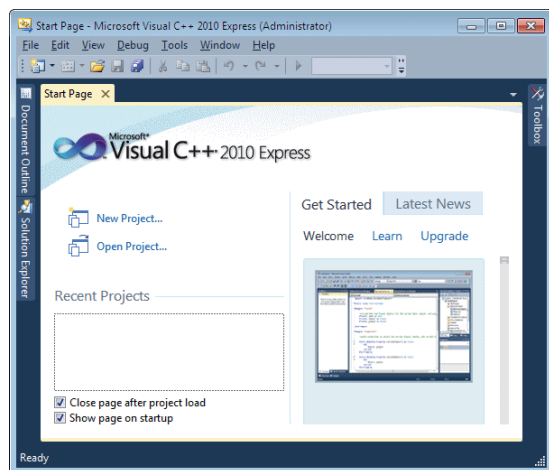 Start Page - Microsoft Visual C++ 2010 Express (Administrator)
File Edit View Debug Tools Window Help
Start Page
Document Outline
Solution Explorer
Toolbox
Microsoft®
Visual C++ 2010 Express
New Project...
Open Project...
Recent Projects
Close page after project load
Show page on startup
Get Started Latest News
Welcome Learn Upgrade
Ready